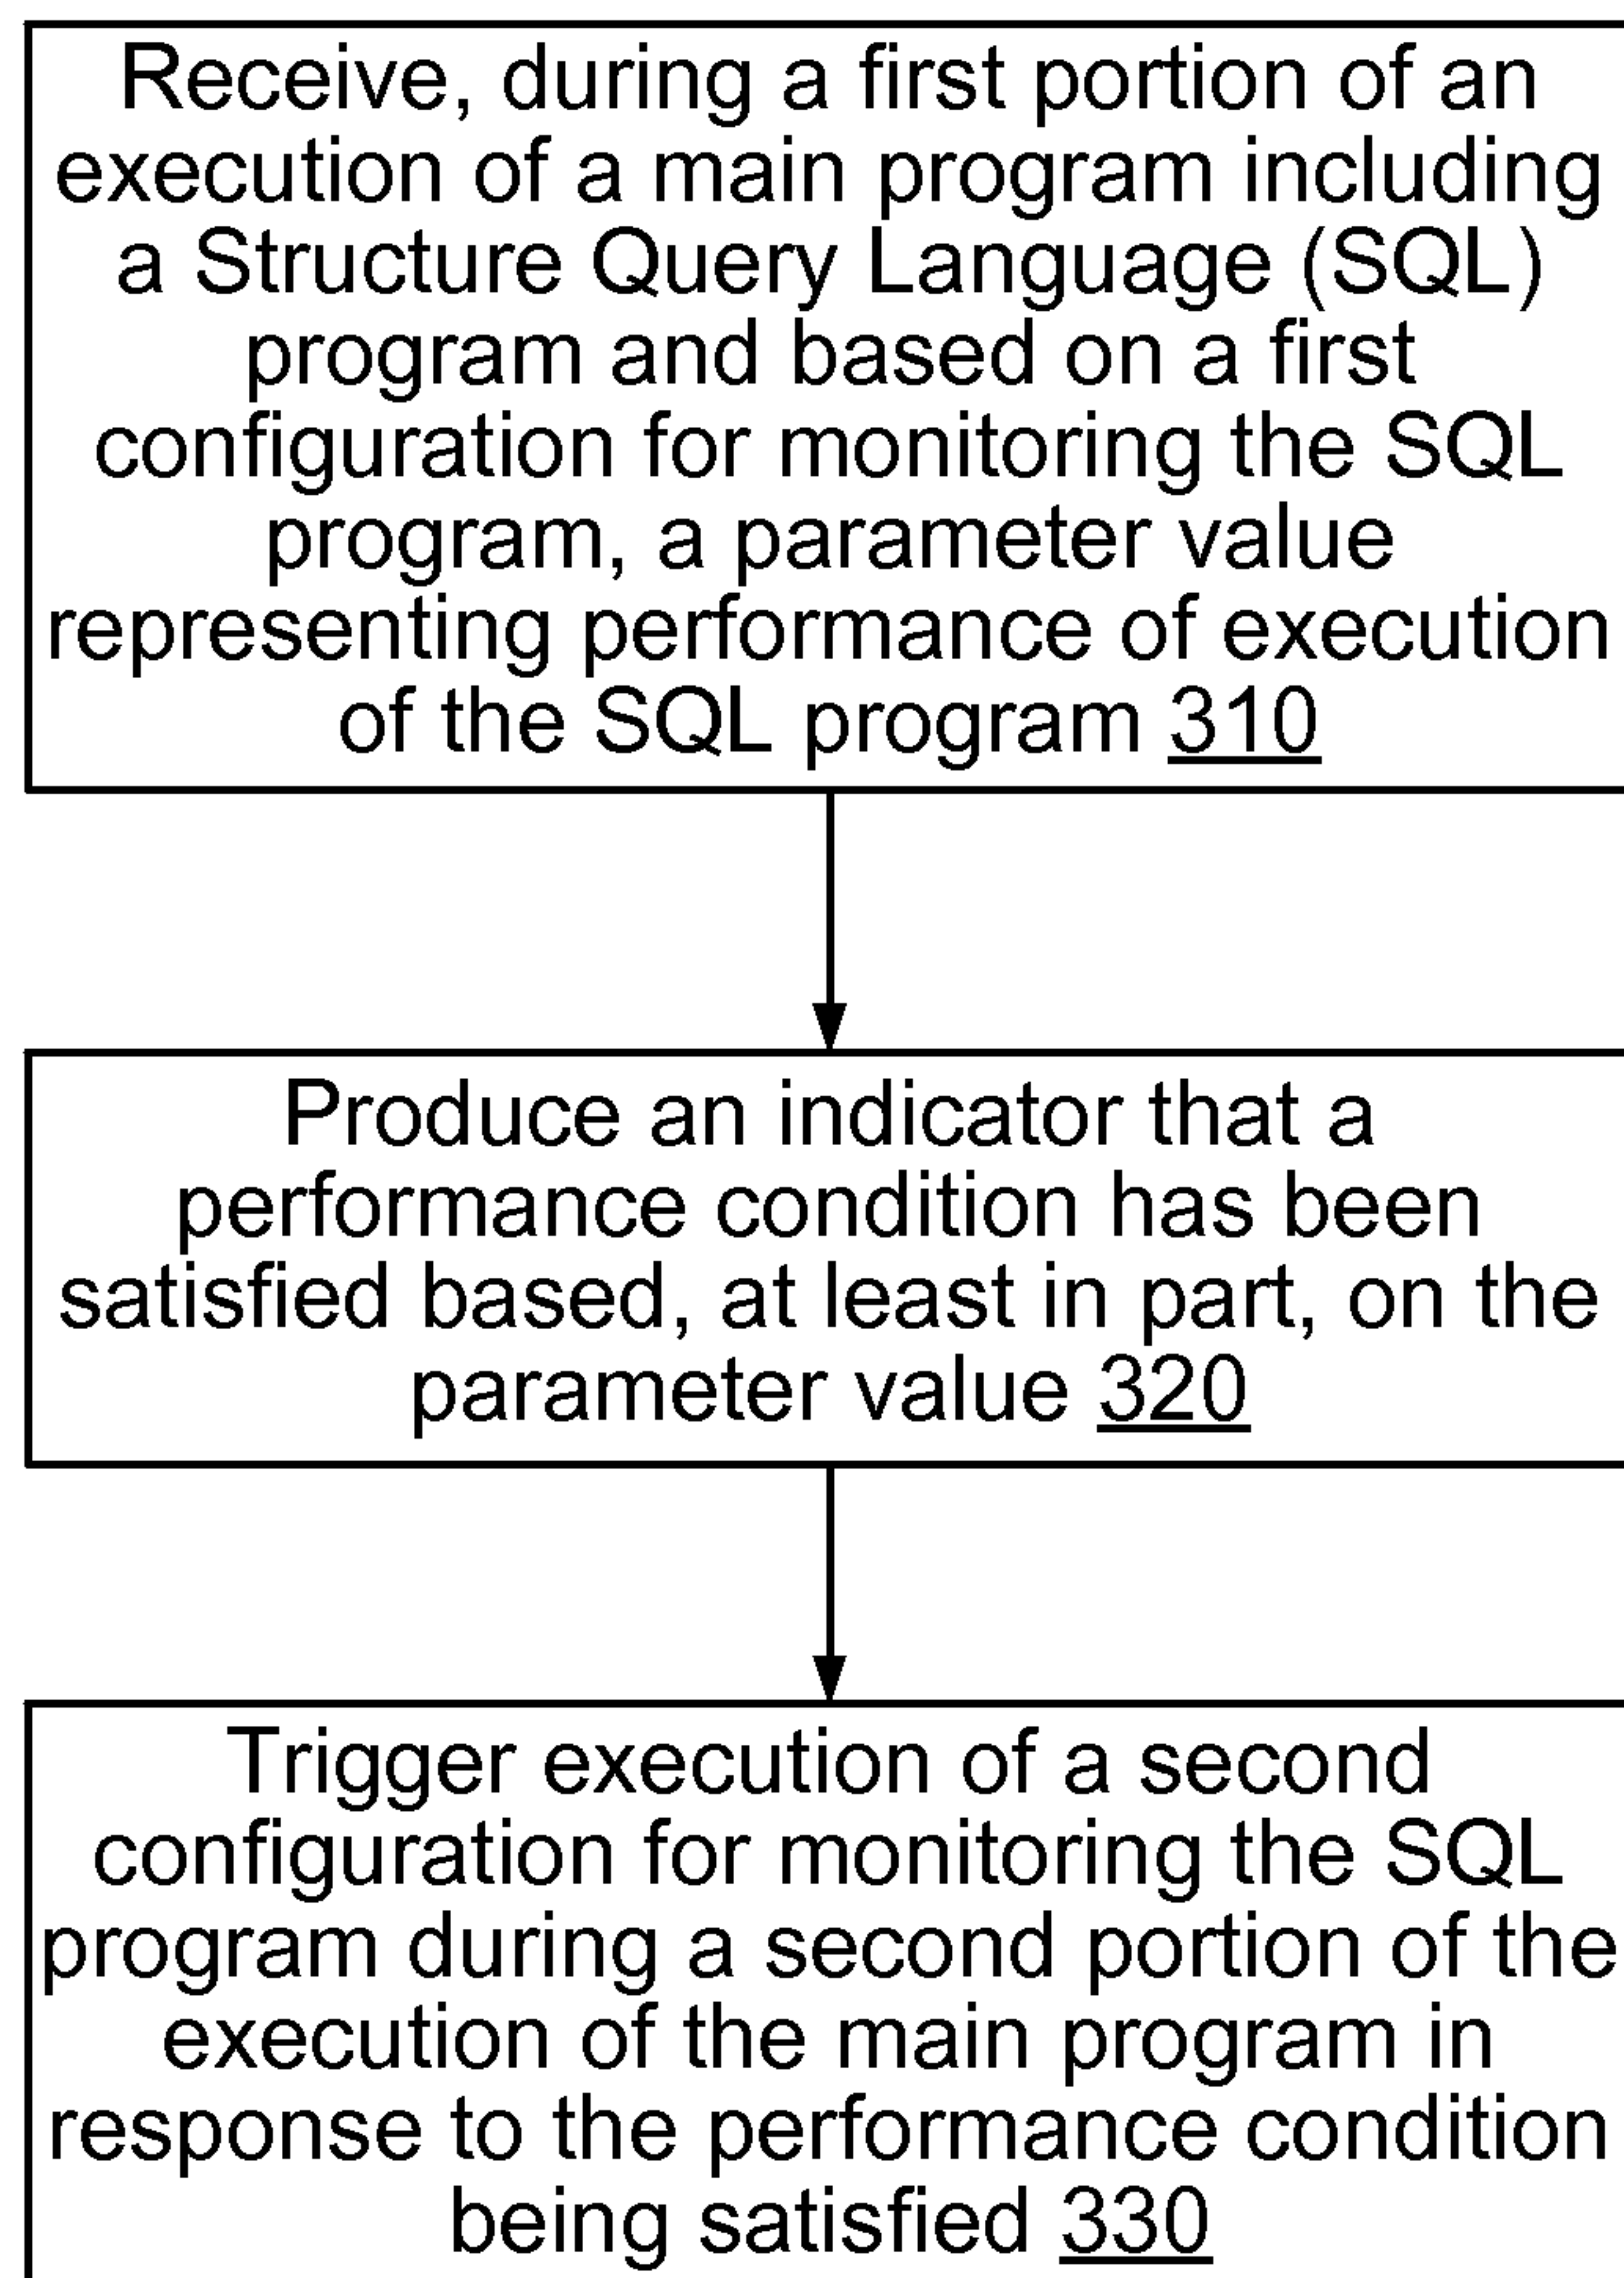 Receive, during a first portion of an
execution of a main program including
a Structure Query Language (SQL)
program and based on a first
configuration for monitoring the SQL
program, a parameter value
representing performance of execution
of the SQL program 310
Produce an indicator that a
performance condition has been
satisfied based, at least in part, on the
parameter value 320
Trigger execution of a second
configuration for monitoring the SQL
program during a second portion of the
execution of the main program in
response to the performance condition
being satisfied 330